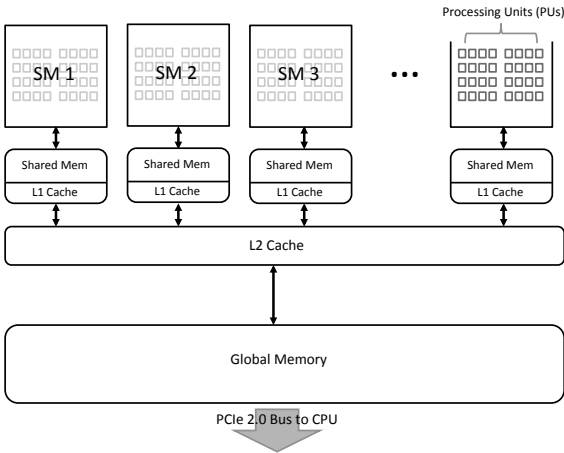 Processing Units (PUs)
SM 1
SM 2
SM 3
...
Shared Mem
L1 Cache
Shared Mem
L1 Cache
Shared Mem
L1 Cache
Shared Mem
L1 Cache
L2 Cache
Global Memory
PCIe 2.0 Bus to CPU